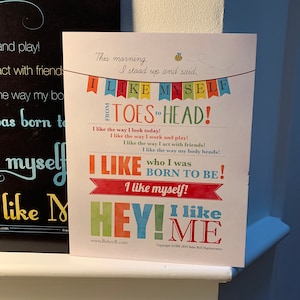 and play!
act with friends
the way my bo
was born to
myself
like M
This morning,
I stood up and said,
I LIKE MYSELF
FROM TOES to HEAD!
I like the way I look today!
I like the way I work and play!
I like the way I act with friends!
I like the way my body bends!
I LIKE who I was
BORN TO BE!
I like myself!
HEY! I like
ME